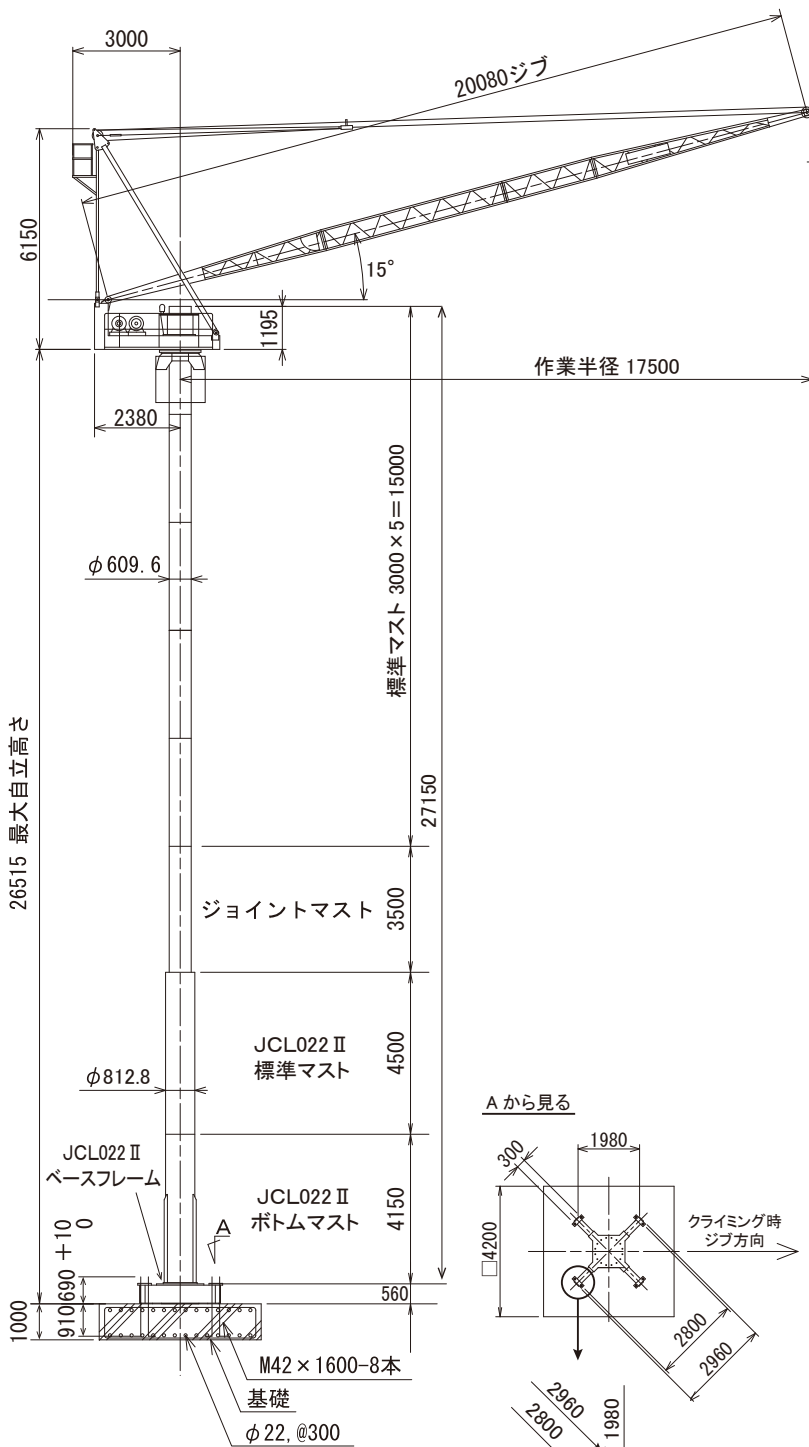 3000
20080ジブ
6150
15°
1195
作業半径 17500
2380
標準マスト 3000×5＝15000
φ609.6
26515 最大自立高さ
27150
ジョイントマスト
3500
JCL022Ⅱ
標準マスト
4500
φ812.8
JCL022Ⅱ
ベースフレーム
JCL022Ⅱ
ボトムマスト
4150
A
690 ＋10
0
560
1000
910
M42×1600-8本
基礎
φ22, @300
A から見る
300
1980
□4200
クライミング時
ジブ方向
2800
2960
2960
2800
1980